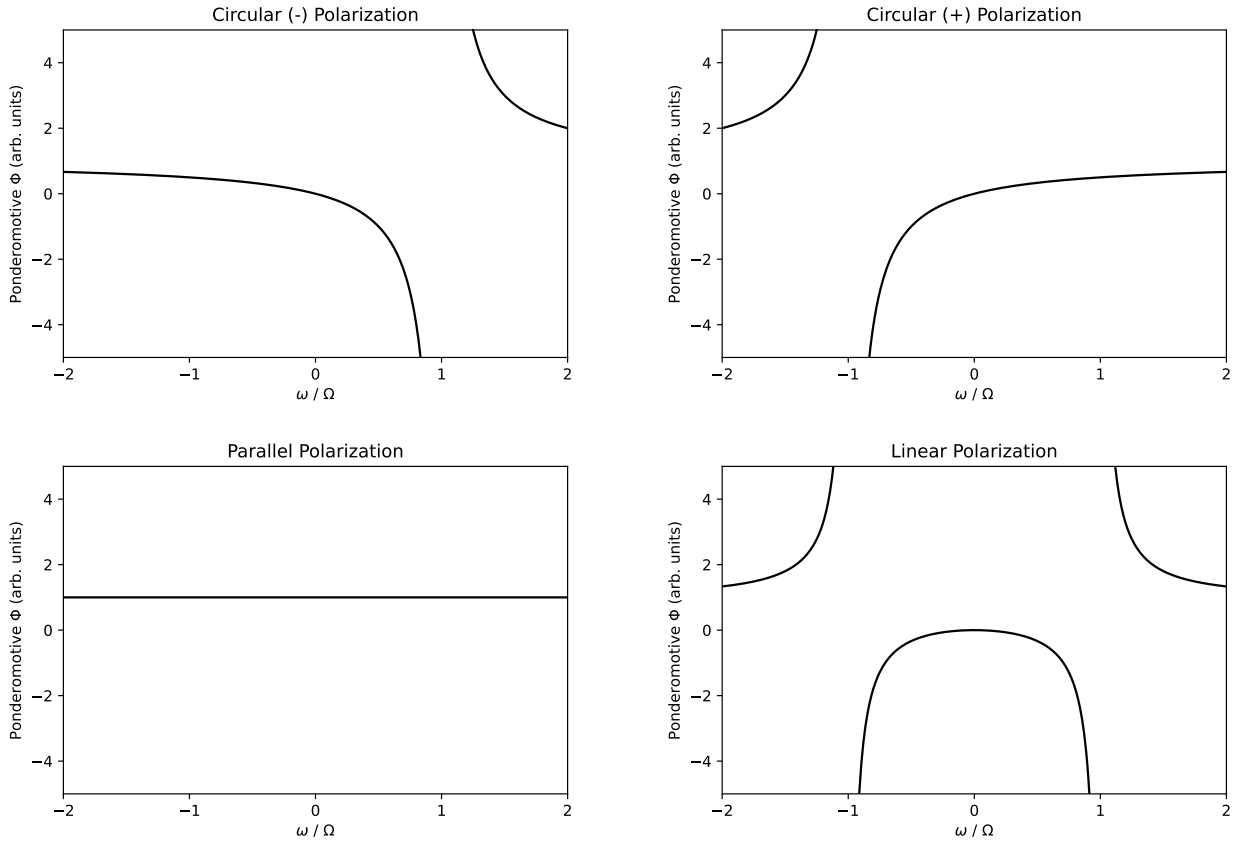 Circular (-) Polarization
Ponderomotive Φ (arb. units)
4
2
0
−2
−4
−2 −1 0 1 2
ω / Ω
Circular (+) Polarization
Ponderomotive Φ (arb. units)
4
2
0
−2
−4
−2 −1 0 1 2
ω / Ω
Parallel Polarization
Ponderomotive Φ (arb. units)
4
2
0
−2
−4
−2 −1 0 1 2
ω / Ω
Linear Polarization
Ponderomotive Φ (arb. units)
4
2
0
−2
−4
−2 −1 0 1 2
ω / Ω